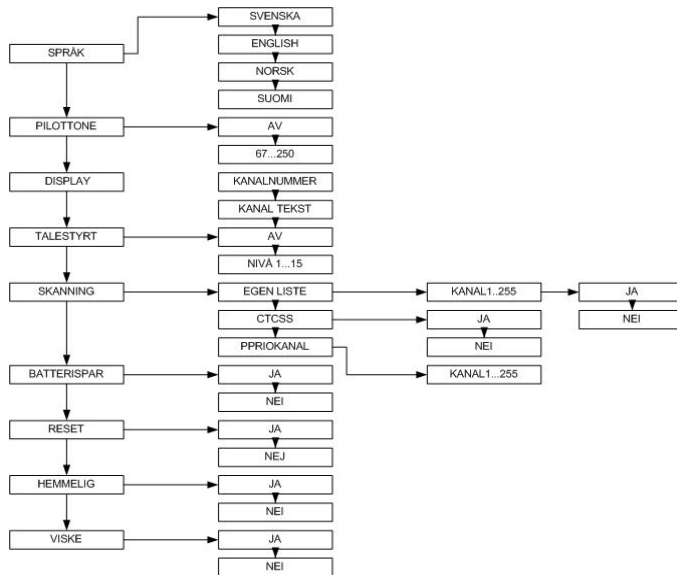 SVENSKA
ENGLISH
SPRÅK
NORSK
SUOMI
PILOTTONE
AV
67...250
DISPLAY
KANALNUMMER
KANAL TEKST
TALESTYRT
AV
NIVÅ 1...15
SKANNING
EGEN LISTE
KANAL1..255
JA
CTCSS
JA
NEI
PPRIOKANAL
NEI
BATTERISPAR
JA
KANAL1...255
NEI
RESET
JA
NEJ
HEMMELIG
JA
NEI
VISKE
JA
NEI